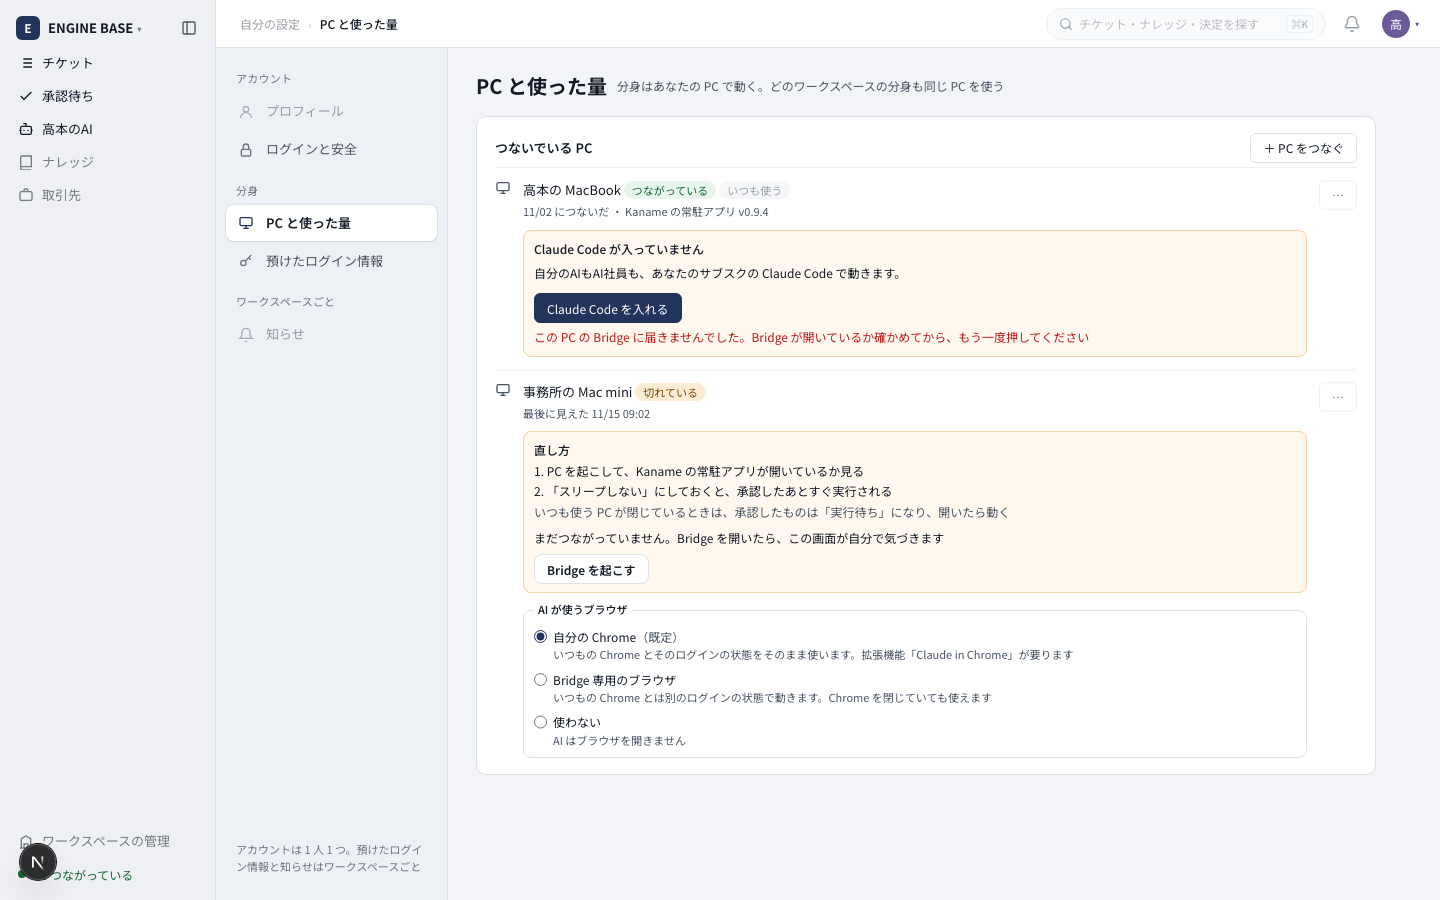 E ENGINE BASE
チケット
承認待ち
高本のAI
ナレッジ
取引先
ワークスペースの管理
N
つながっている
自分の設定 › PC と使った量
チケット・ナレッジ・決定を探す ⌘K
高
アカウント
プロフィール
ログインと安全
分身
PC と使った量
預けたログイン情報
ワークスペースごと
知らせ
アカウントは 1 人 1 つ。預けたログイ
ン情報と知らせはワークスペースごと
PC と使った量 分身はあなたの PC で動く。どのワークスペースの分身も同じ PC を使う
つないでいる PC
＋ PC をつなぐ
高本の MacBook つながっている いつも使う
…
11/02 につないだ ・ Kaname の常駐アプリ v0.9.4
Claude Code が入っていません
自分のAIもAI社員も、あなたのサブスクの Claude Code で動きます。
Claude Code を入れる
この PC の Bridge に届きませんでした。Bridge が開いているか確かめてから、もう一度押してください
事務所の Mac mini 切れている
…
最後に見えた 11/15 09:02
直し方
1. PC を起こして、Kaname の常駐アプリが開いているか見る
2. 「スリープしない」にしておくと、承認したあとすぐ実行される
いつも使う PC が閉じているときは、承認したものは「実行待ち」になり、開いたら動く
まだつながっていません。Bridge を開いたら、この画面が自分で気づきます
Bridge を起こす
AI が使うブラウザ
自分の Chrome（既定）
いつもの Chrome とそのログインの状態をそのまま使います。拡張機能「Claude in Chrome」が要ります
Bridge 専用のブラウザ
いつもの Chrome とは別のログインの状態で動きます。Chrome を閉じていても使えます
使わない
AI はブラウザを開きません